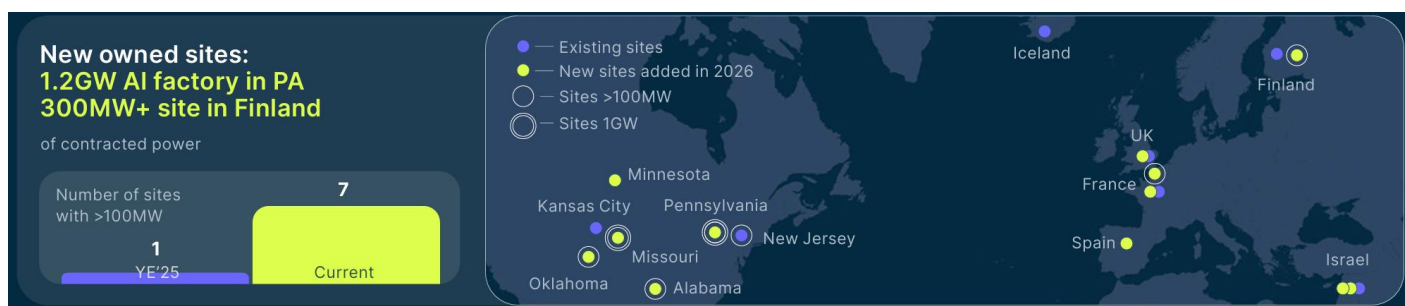 New owned sites:
1.2GW AI factory in PA
300MW+ site in Finland
of contracted power
Number of sites
with >100MW
1
YE'25
7
Current
Existing sites
New sites added in 2026
Sites >100MW
Sites 1GW
Iceland
Finland
UK
France
Spain
Israel
Minnesota
Kansas City
Pennsylvania
New Jersey
Missouri
Oklahoma
Alabama